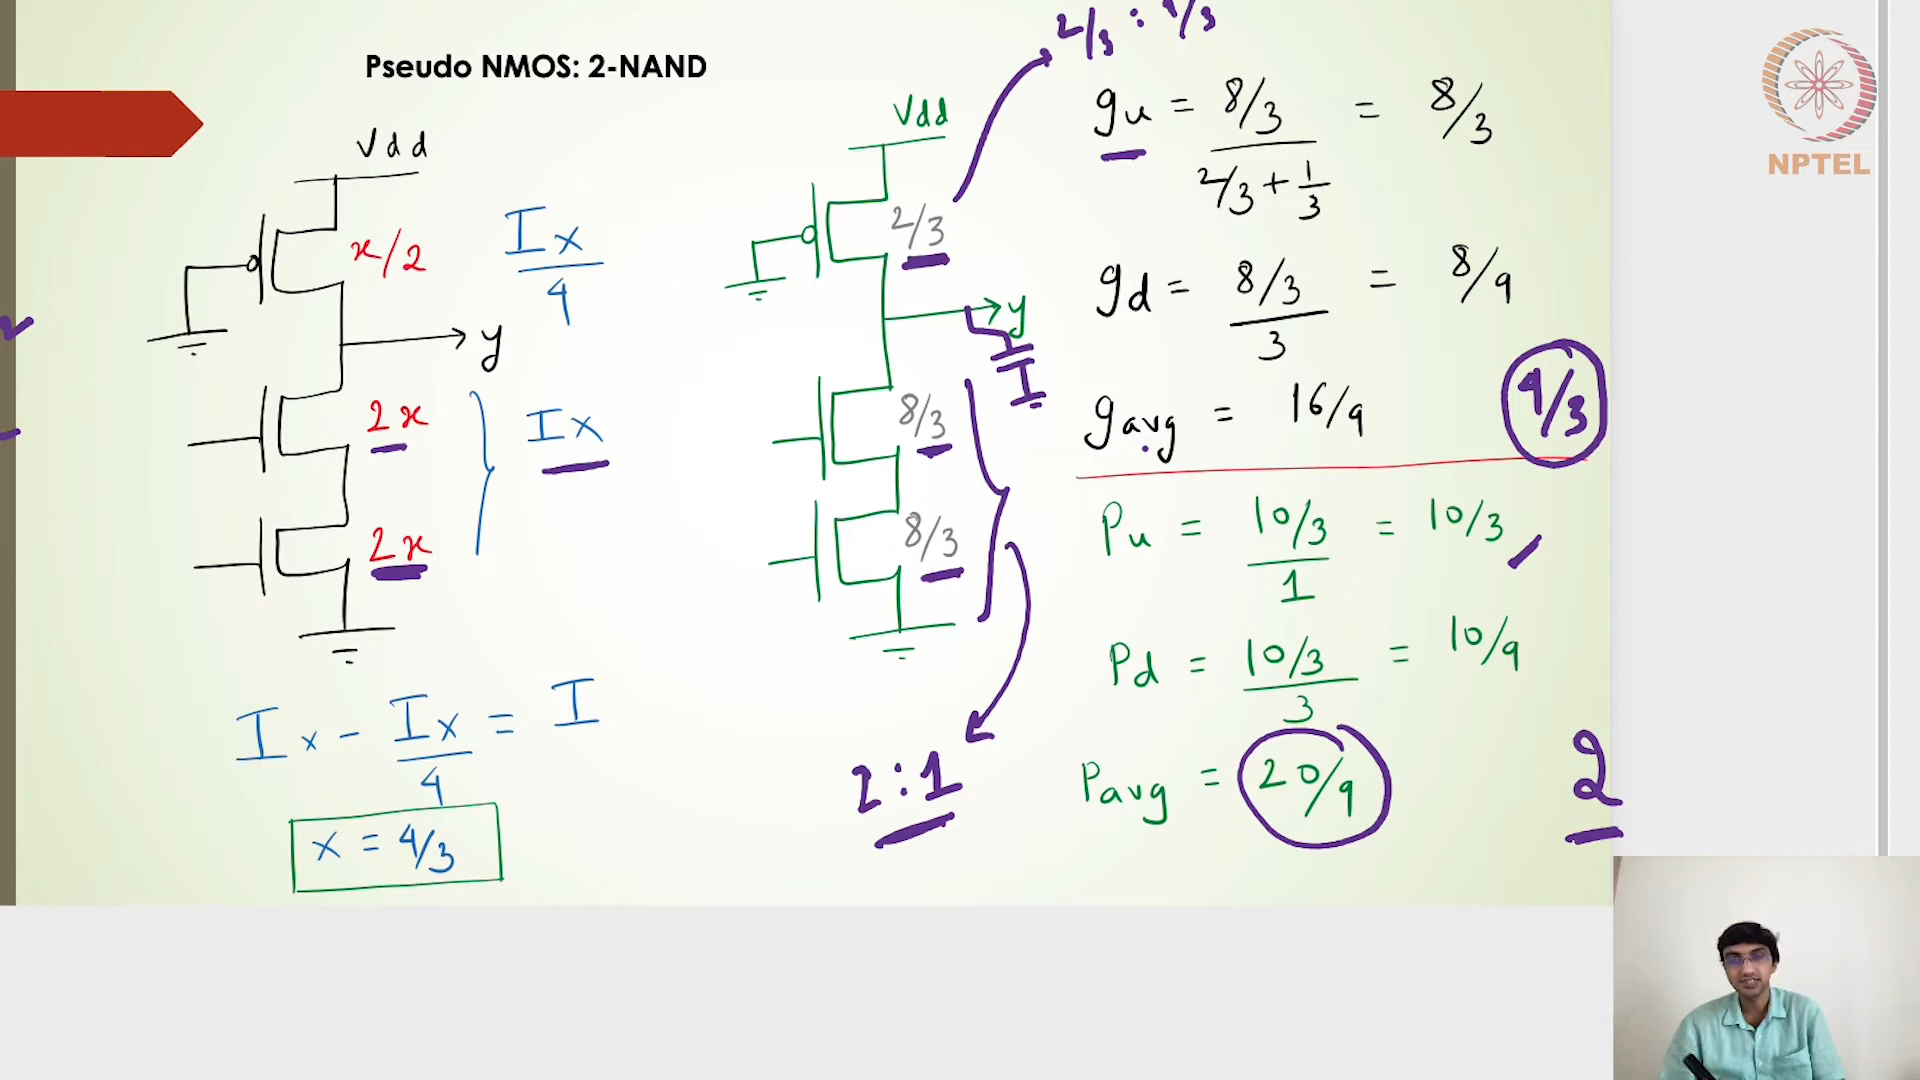 Pseudo NMOS: 2-NAND
NPTEL
Vdd
x/2
Ix/4
y
2x
Ix
2x
Ix - Ix/4 = I
x = 4/3
Vdd
2/3
y
8/3
8/3
2:1
2/3 : 1/3
gu = 8/3 / 2/3 + 1/3 = 8/3
gd = 8/3 / 3 = 8/9
gavg = 16/9
4/3
Pu = 10/3 / 1 = 10/3
Pd = 10/3 / 3 = 10/9
Pavg = 20/9
2